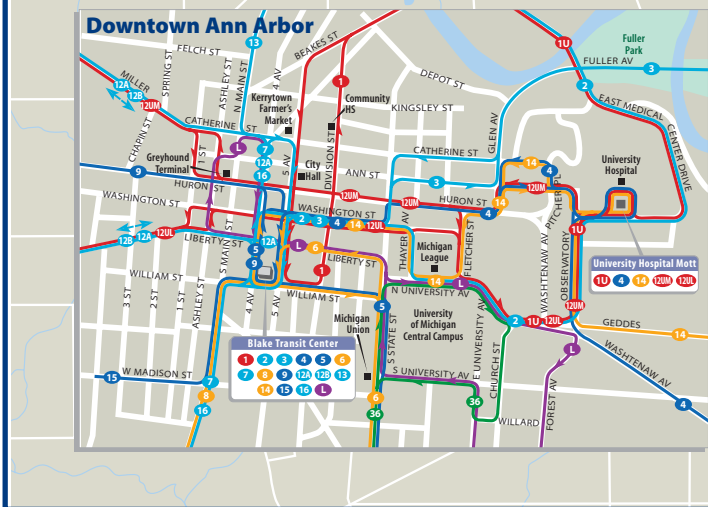 Downtown Ann Arbor
Fuller
Park
FELCH ST
BEAKES ST
13
1U
FULLER AV
3
2
MILLER
12A
12B
12UM
SPRING ST
ASHLEY ST
N MAIN ST
4 AV
1
DEPOT ST
EAST MEDICAL
CENTER DRIVE
Kerrytown
Farmer's
Market
Community
HS
KINGSLEY ST
GLEN AV
CHAPIN ST
CATHERINE ST
L
7
12A
16
5 AV
DIVISION ST
CATHERINE ST
14
4
University
Hospital
9
Greyhound
Terminal
1 ST
City
Hall
ANN ST
3
12UM
PITCHER PL
HURON ST
12UM
12UM
HURON ST
4
14
WASHINGTON ST
WASHINGTON ST
2
3
4
14
12UL
THAYER AV
FLETCHER ST
1U
12B
12A
12UL
LIBERTY ST
S MAIN ST
12A
5
9
L
6
LIBERTY ST
Michigan
League
WASHTENAW AV
OBSERVATORY
University Hospital Mott
1U
4
14
12UM
12UL
WILLIAM ST
1
14
L
3 ST
2 ST
1 ST
ASHLEY ST
4 AV
5 AV
WILLIAM ST
5
N UNIVERSITY AV
12UM
Michigan
Union
S STATE ST
University
of Michigan
Central Campus
E UNIVERSITY AV
2
1U
12UL
GEDDES
14
Blake Transit Center
1
2
3
4
5
6
7
8
9
12A
12B
13
14
15
16
L
CHURCH ST
L
WASHTENAW AV
15
W MADISON ST
7
8
16
S UNIVERSITY AV
6
36
36
WILLARD
FOREST AV
4